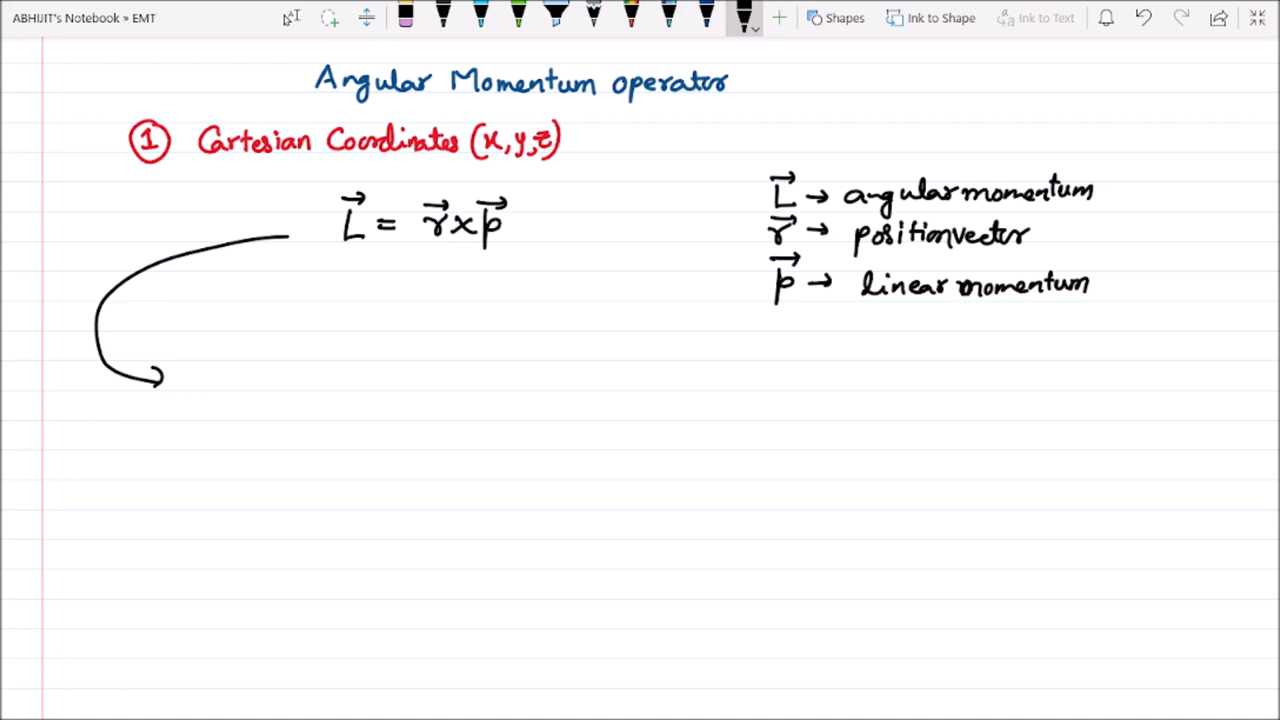 ABHIJIT's Notebook » EMT
Shapes
Ink to Shape
Ink to Text
Angular Momentum operator
① Cartesian Coordinates (x, y, z)
L⃗ = r⃗ x p⃗
L⃗ → angular momentum
r⃗ → position vector
p⃗ → linear momentum